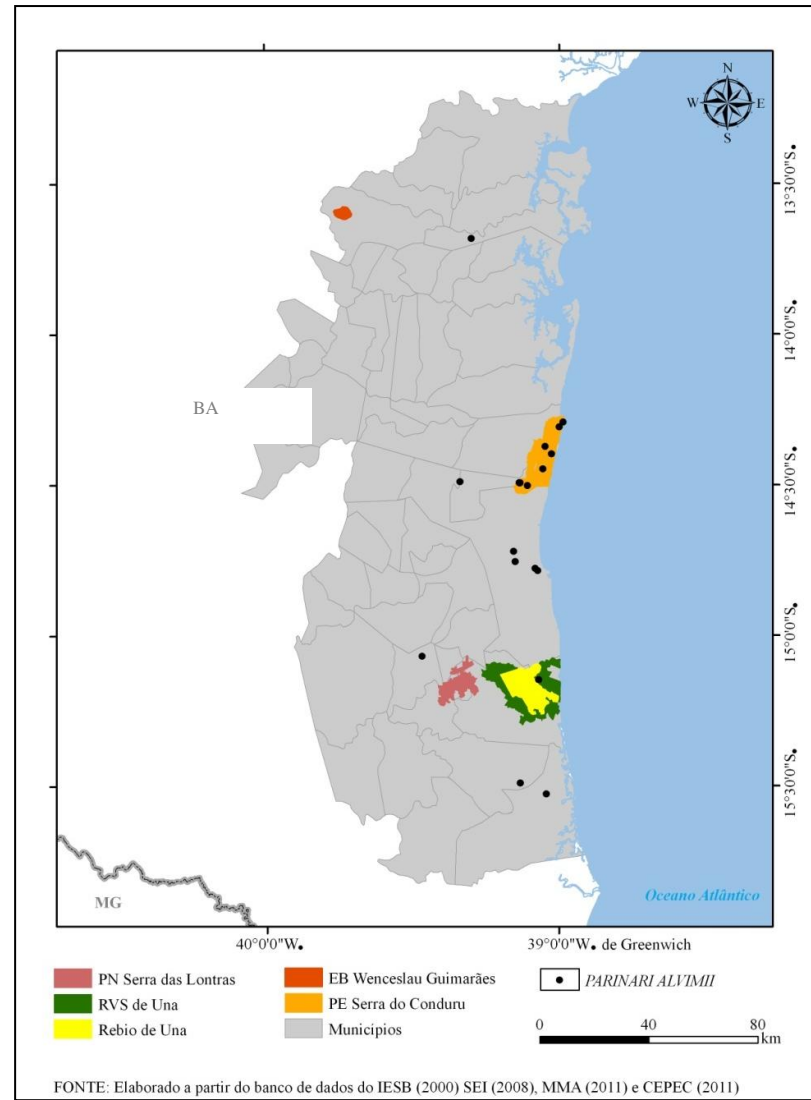 N
W E
S
13°30'0"S.
14°0'0"S.
BA
14°30'0"S.
15°0'0"S.
15°30'0"S.
MG
Oceano Atlântico
40°0'0"W. 39°0'0"W. de Greenwich
PN Serra das Lontras EB Wenceslau Guimarães PARINARI ALVIMII
RVS de Una PE Serra do Conduru
Rebio de Una Municípios
0 40 80
km
FONTE: Elaborado a partir do banco de dados do IESB (2000) SEI (2008), MMA (2011) e CEPEC (2011)